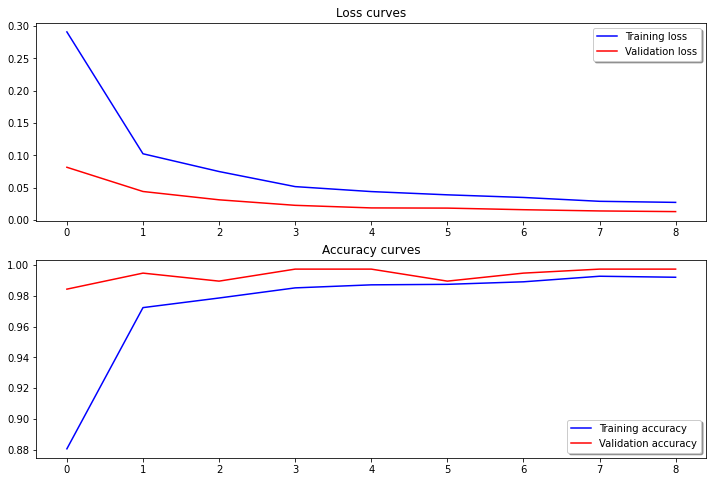 Loss curves
0.30
0.25
0.20
0.15
0.10
0.05
0.00
Training loss
Validation loss
0 1 2 3 4 5 6 7 8
Accuracy curves
1.00
0.98
0.96
0.94
0.92
0.90
0.88
Training accuracy
Validation accuracy
0 1 2 3 4 5 6 7 8